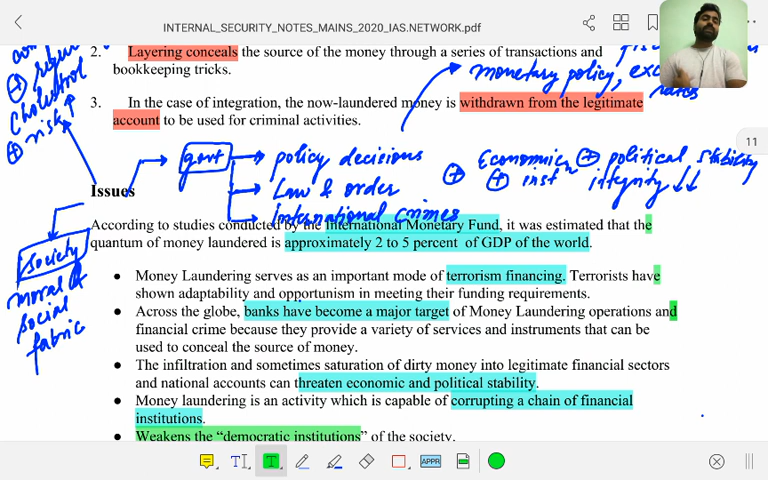 INTERNAL_SECURITY_NOTES_MAINS_2020_IAS.NETWORK.pdf
2. Layering conceals the source of the money through a series of transactions and
bookkeeping tricks.
monetary policy, exc
rates
cholestrol
risk ↑
3. In the case of integration, the now-laundered money is withdrawn from the legitimate
account to be used for criminal activities.
11
govt → policy decisions
→ Law & order
→ International crimes
⊕ Economic ⊕ political stability
⊕ inst integrity ↓↓
Issues
According to studies conducted by the International Monetary Fund, it was estimated that the
quantum of money laundered is approximately 2 to 5 percent of GDP of the world.
society
moral &
social
fabric
• Money Laundering serves as an important mode of terrorism financing. Terrorists have
shown adaptability and opportunism in meeting their funding requirements.
• Across the globe, banks have become a major target of Money Laundering operations and
financial crime because they provide a variety of services and instruments that can be
used to conceal the source of money.
• The infiltration and sometimes saturation of dirty money into legitimate financial sectors
and national accounts can threaten economic and political stability.
• Money laundering is an activity which is capable of corrupting a chain of financial
institutions.
• Weakens the “democratic institutions” of the society.
T T APPR